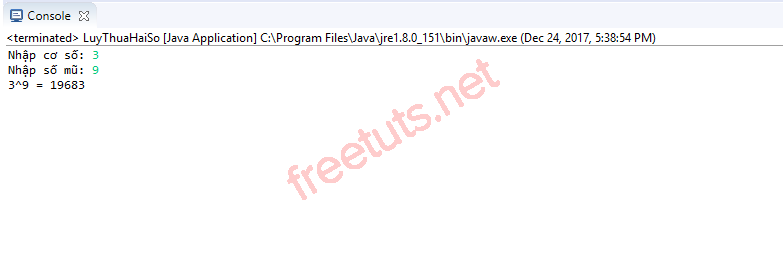 Console
<terminated> LuyThuaHaiSo [Java Application] C:\Program Files\Java\jre1.8.0_151\bin\javaw.exe (Dec 24, 2017, 5:38:54 PM)
Nhập cơ số: 3
Nhập số mũ: 9
3^9 = 19683
freetuts.net